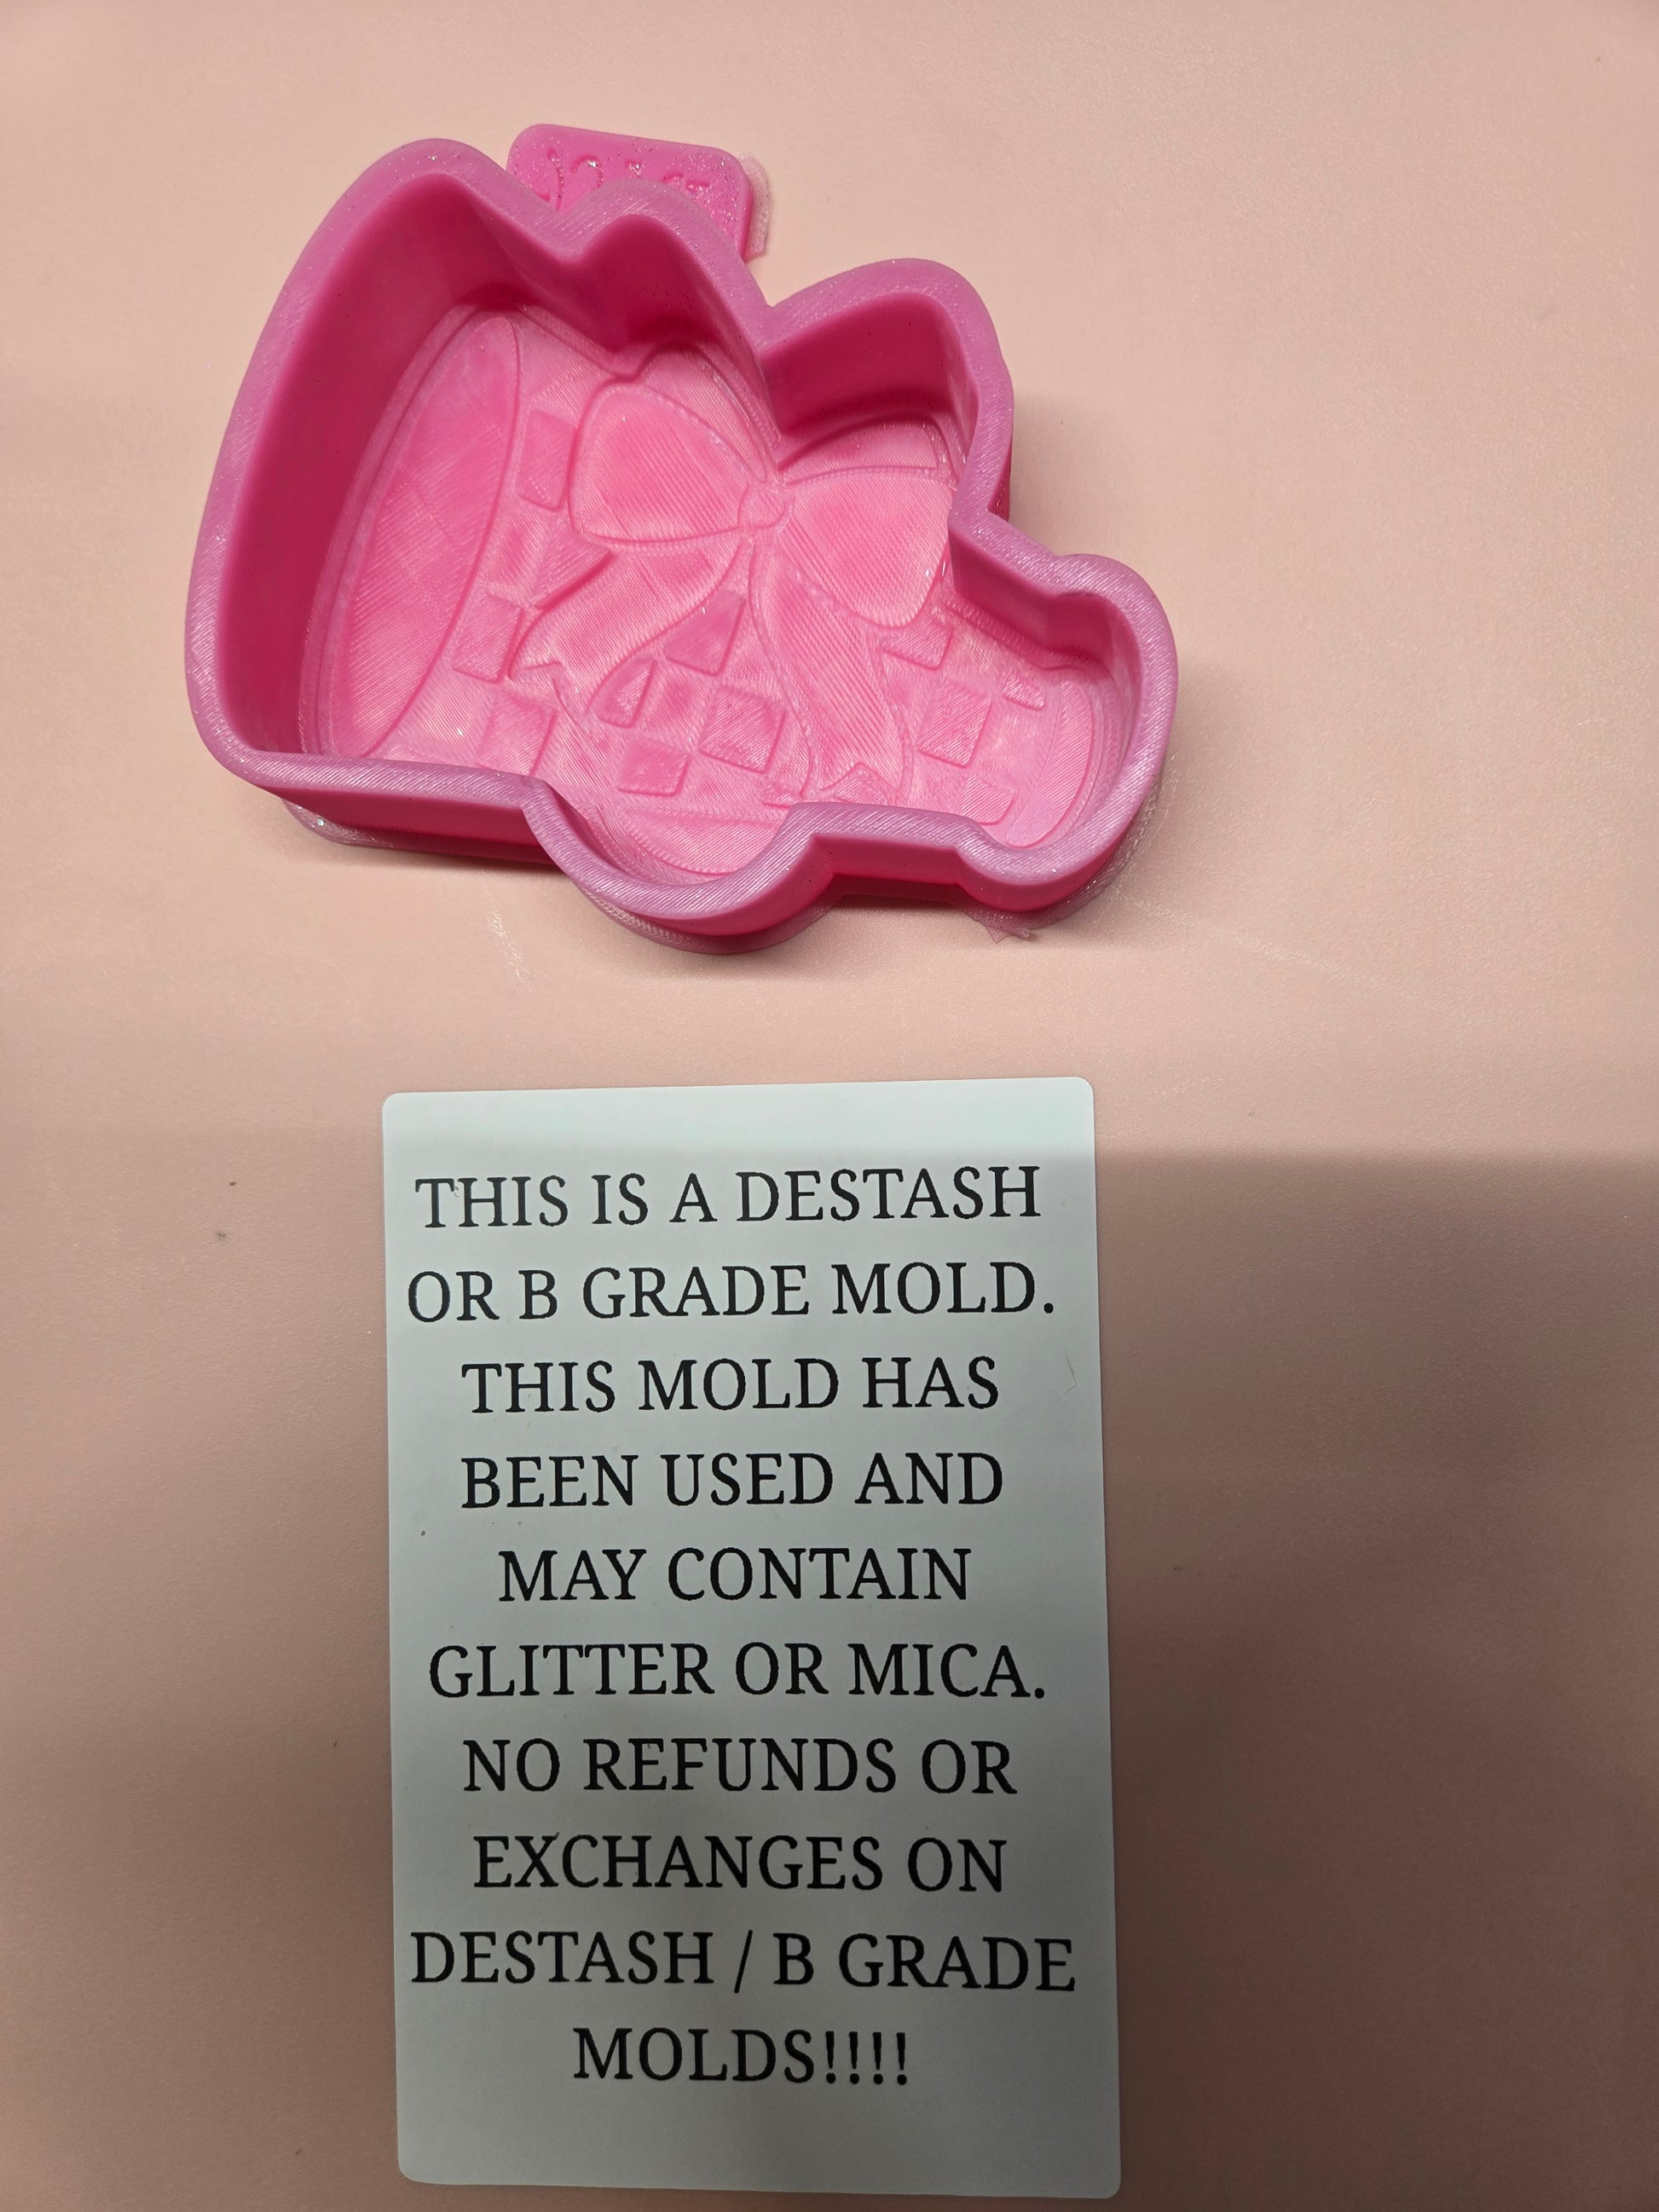 THIS IS A DESTASH
OR B GRADE MOLD.
THIS MOLD HAS
BEEN USED AND
MAY CONTAIN
GLITTER OR MICA.
NO REFUNDS OR
EXCHANGES ON
DESTASH / B GRADE
MOLDS!!!!